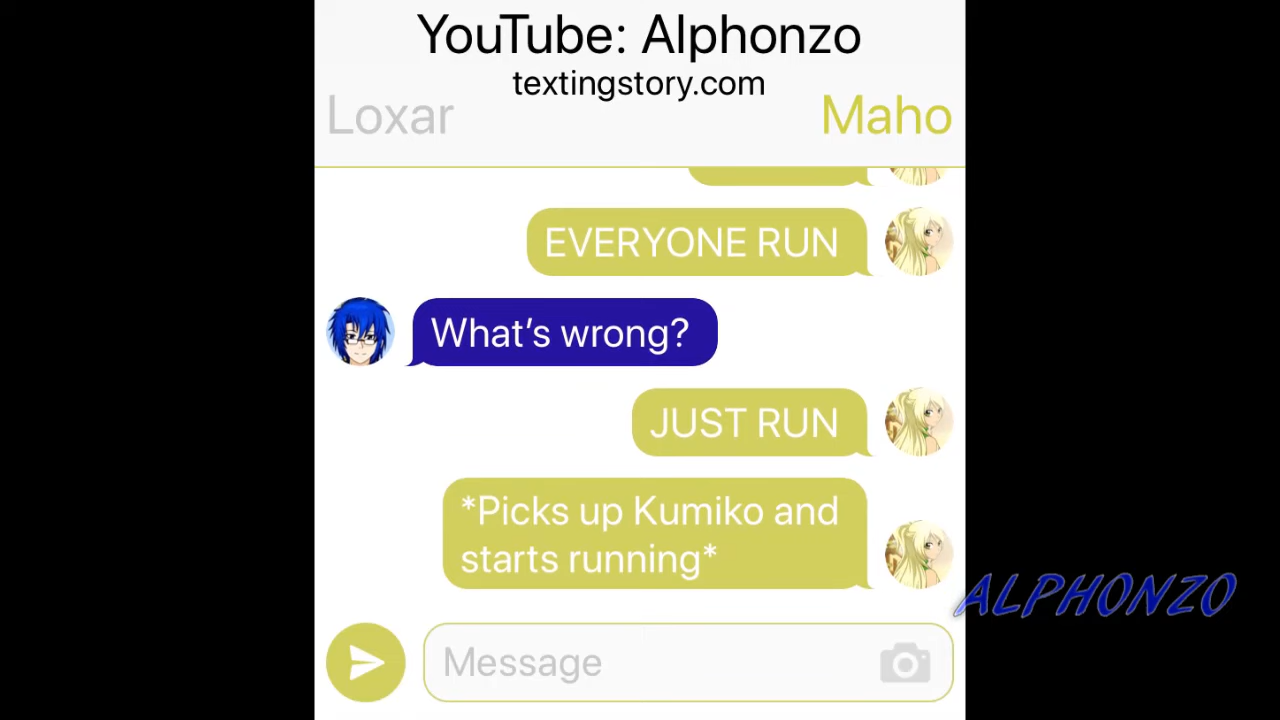 YouTube: Alphonzo
textingstory.com
Loxar
Maho
EVERYONE RUN
What’s wrong?
JUST RUN
*Picks up Kumiko and
starts running*
ALPHONZO
Message